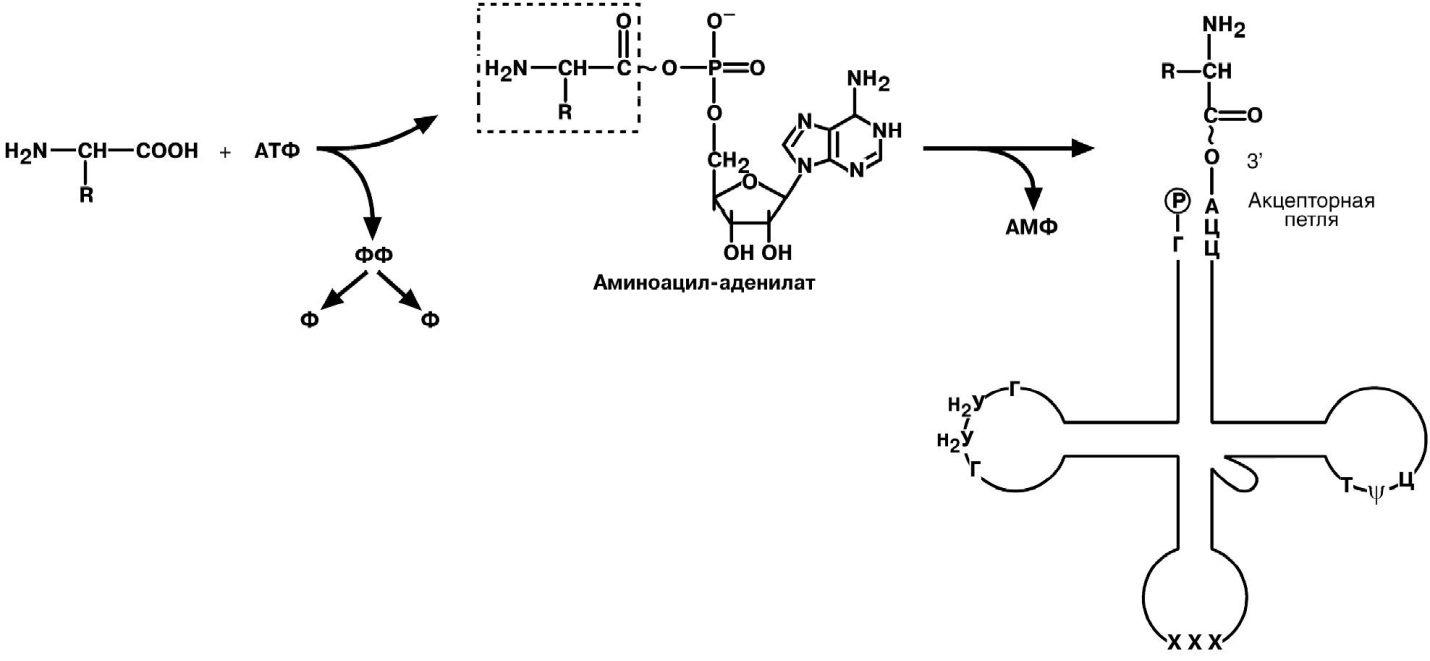 H2N—CH—COOH + АТФ
R
ФФ
Ф Ф
O O–
H2N—CH—C~O—P=O
R
O
NH2
CH2
N NH
O
N N
OH OH
Аминоацил-аденилат
АМФ
NH2
R—CH
C=O
O 3’
P А Акцепторная
петля
Ц
Г Ц
H2У Г
H2У
Г
Т ψ Ц
X X X